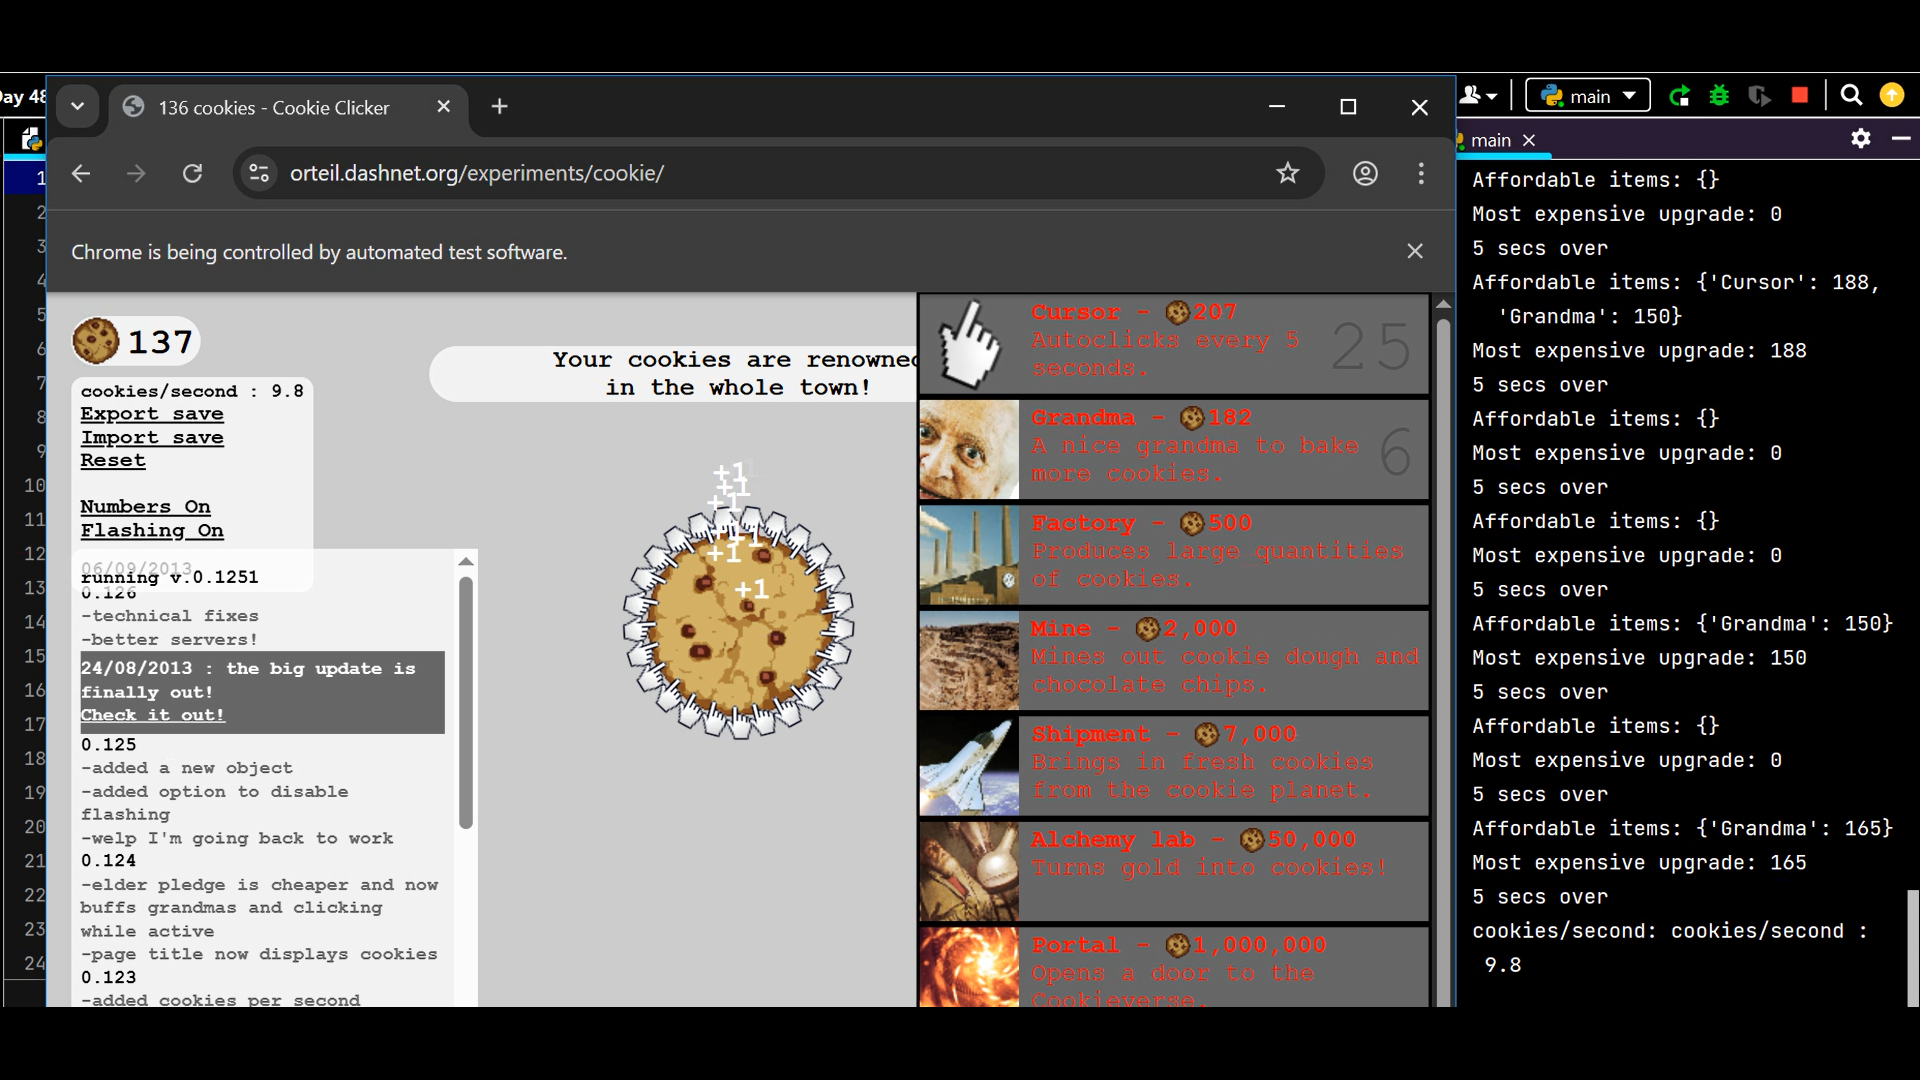 ay 48
136 cookies - Cookie Clicker
main
orteil.dashnet.org/experiments/cookie/
main
Chrome is being controlled by automated test software.
1
2
3
4
5
6
7
8
9
10
11
12
13
14
15
16
17
18
19
20
21
22
23
24
137
cookies/second : 9.8
Export save
Import save
Reset
Numbers On
Flashing On
06/09/2013
running v.0.1251
0.126
-technical fixes
-better servers!
24/08/2013 : the big update is
finally out!
Check it out!
0.125
-added a new object
-added option to disable
flashing
-welp I'm going back to work
0.124
-elder pledge is cheaper and now
buffs grandmas and clicking
while active
-page title now displays cookies
0.123
-added cookies per second
Your cookies are renowned
in the whole town!
+1
+1
+1
+1
+1
+1
Cursor - 207
Autoclicks every 5
seconds.
25
Grandma - 182
A nice grandma to bake
more cookies.
6
Factory - 500
Produces large quantities
of cookies.
Mine - 2,000
Mines out cookie dough and
chocolate chips.
Shipment - 7,000
Brings in fresh cookies
from the cookie planet.
Alchemy lab - 50,000
Turns gold into cookies!
Portal - 1,000,000
Opens a door to the
Cookieverse.
Affordable items: {}
Most expensive upgrade: 0
5 secs over
Affordable items: {'Cursor': 188,
'Grandma': 150}
Most expensive upgrade: 188
5 secs over
Affordable items: {}
Most expensive upgrade: 0
5 secs over
Affordable items: {}
Most expensive upgrade: 0
5 secs over
Affordable items: {'Grandma': 150}
Most expensive upgrade: 150
5 secs over
Affordable items: {}
Most expensive upgrade: 0
5 secs over
Affordable items: {'Grandma': 165}
Most expensive upgrade: 165
5 secs over
cookies/second: cookies/second :
9.8